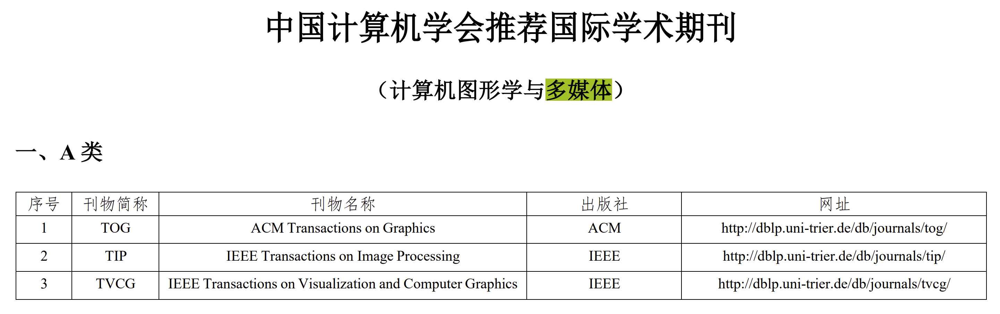 中国计算机学会推荐国际学术期刊
（计算机图形学与多媒体）
一、A 类
序号 刊物简称 刊物名称 出版社 网址
1 TOG ACM Transactions on Graphics ACM http://dblp.uni-trier.de/db/journals/tog/
2 TIP IEEE Transactions on Image Processing IEEE http://dblp.uni-trier.de/db/journals/tip/
3 TVCG IEEE Transactions on Visualization and Computer Graphics IEEE http://dblp.uni-trier.de/db/journals/tvcg/